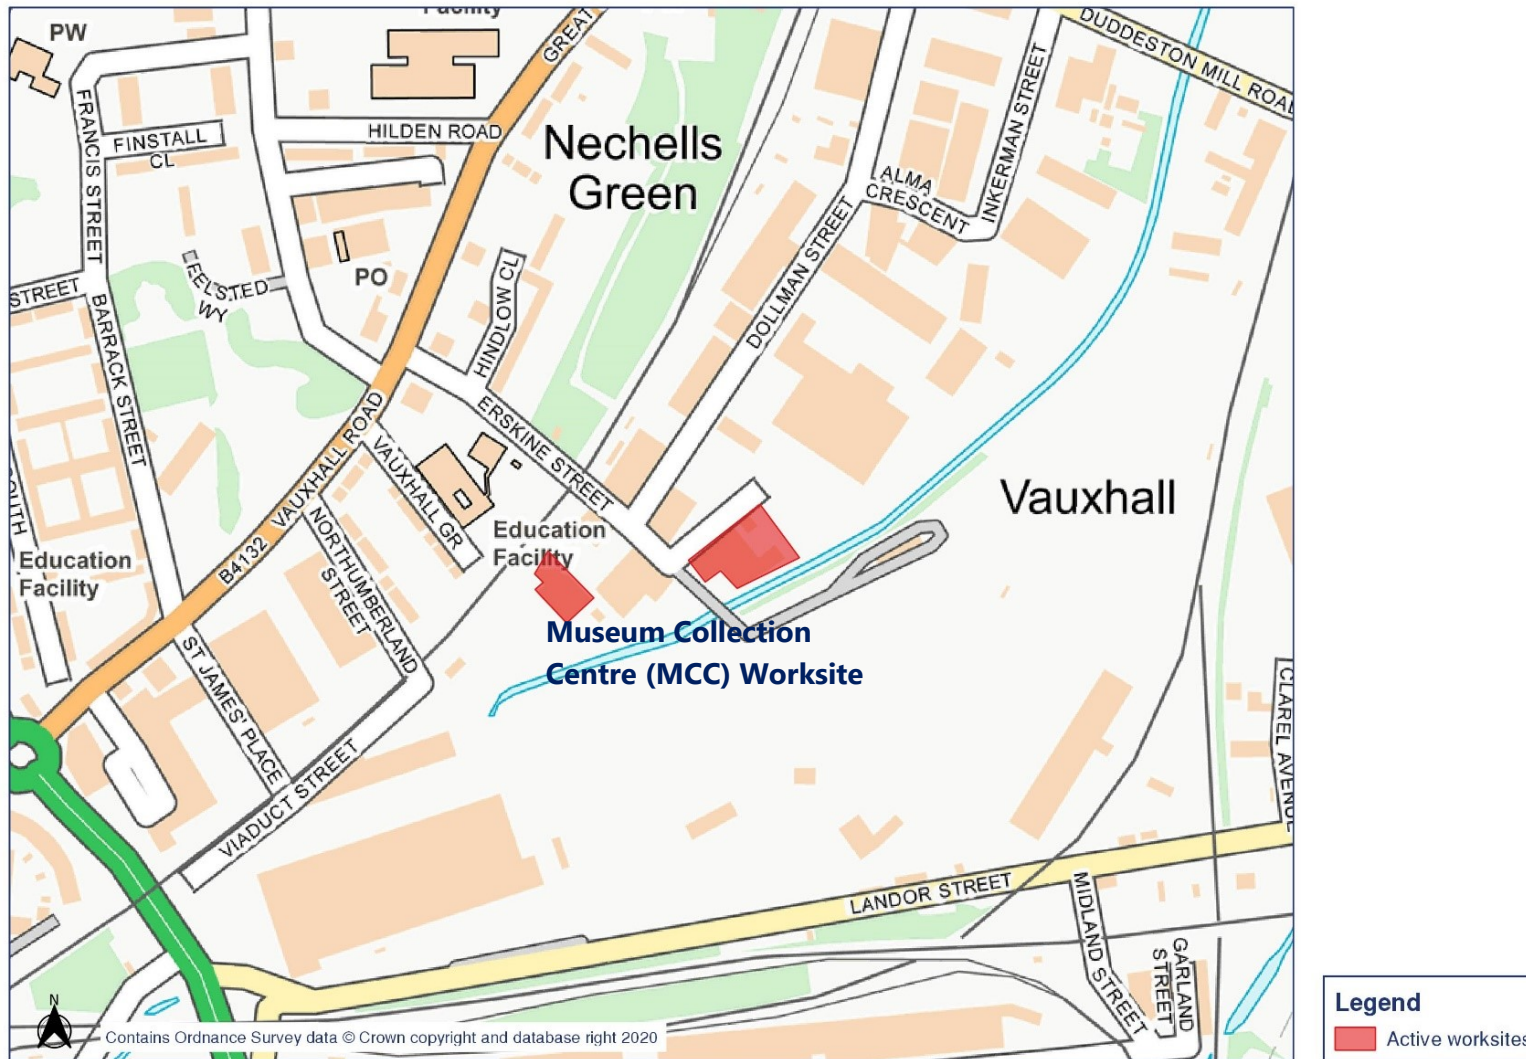 PW
Facility
GREAT
DUDDESTON MILL ROAD
FRANCIS STREET
FINSTALL
CL
HILDEN ROAD
Nechells
Green
ALMA
CRESCENT
INKERMAN STREET
DOLLMAN STREET
PO
EELSTED
WY
STREET
BARRACK STREET
HINDLOW CL
ERSKINE STREET
VAUXHALL GR
B4132 VAUXHALL ROAD
Vauxhall
Education
Facility
Education
Facility
NORTHUMBERLAND
STREET
Museum Collection
Centre (MCC) Worksite
ST JAMES' PLACE
VIADUCT STREET
CLAREL AVENUE
LANDOR STREET
MIDLAND STREET
GARLAND
STREET
N
Contains Ordnance Survey data © Crown copyright and database right 2020
Legend
Active worksites